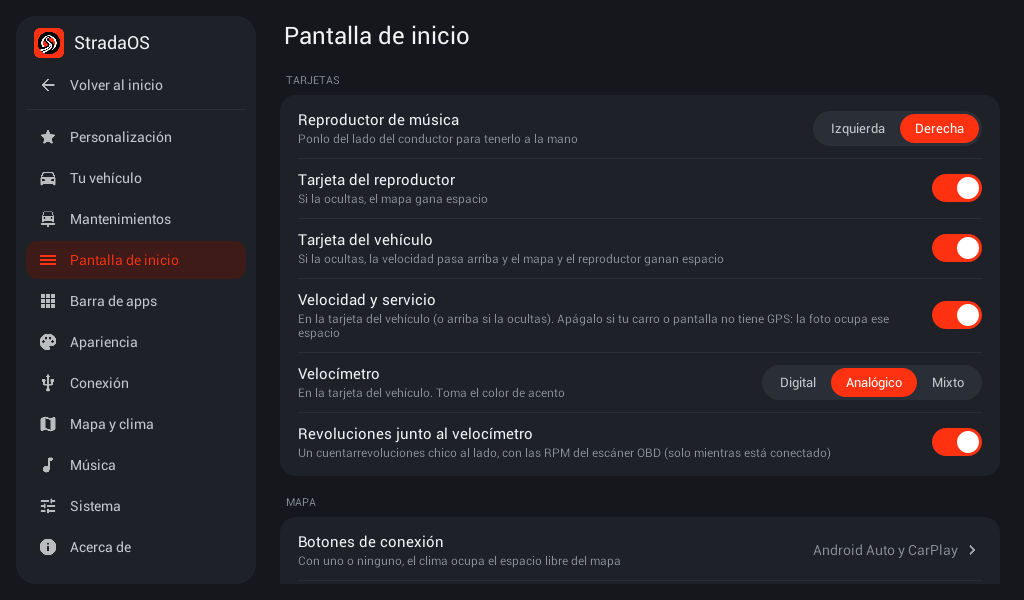 StradaOS
Volver al inicio
Personalización
Tu vehículo
Mantenimientos
Pantalla de inicio
Barra de apps
Apariencia
Conexión
Mapa y clima
Música
Sistema
Acerca de
Pantalla de inicio
TARJETAS
Reproductor de música
Ponlo del lado del conductor para tenerlo a la mano
Izquierda Derecha
Tarjeta del reproductor
Si la ocultas, el mapa gana espacio
Tarjeta del vehículo
Si la ocultas, la velocidad pasa arriba y el mapa y el reproductor ganan espacio
Velocidad y servicio
En la tarjeta del vehículo (o arriba si la ocultas). Apágalo si tu carro o pantalla no tiene GPS: la foto ocupa ese
espacio
Velocímetro
En la tarjeta del vehículo. Toma el color de acento
Digital Analógico Mixto
Revoluciones junto al velocímetro
Un cuentarrevoluciones chico al lado, con las RPM del escáner OBD (solo mientras está conectado)
MAPA
Botones de conexión
Con uno o ninguno, el clima ocupa el espacio libre del mapa
Android Auto y CarPlay